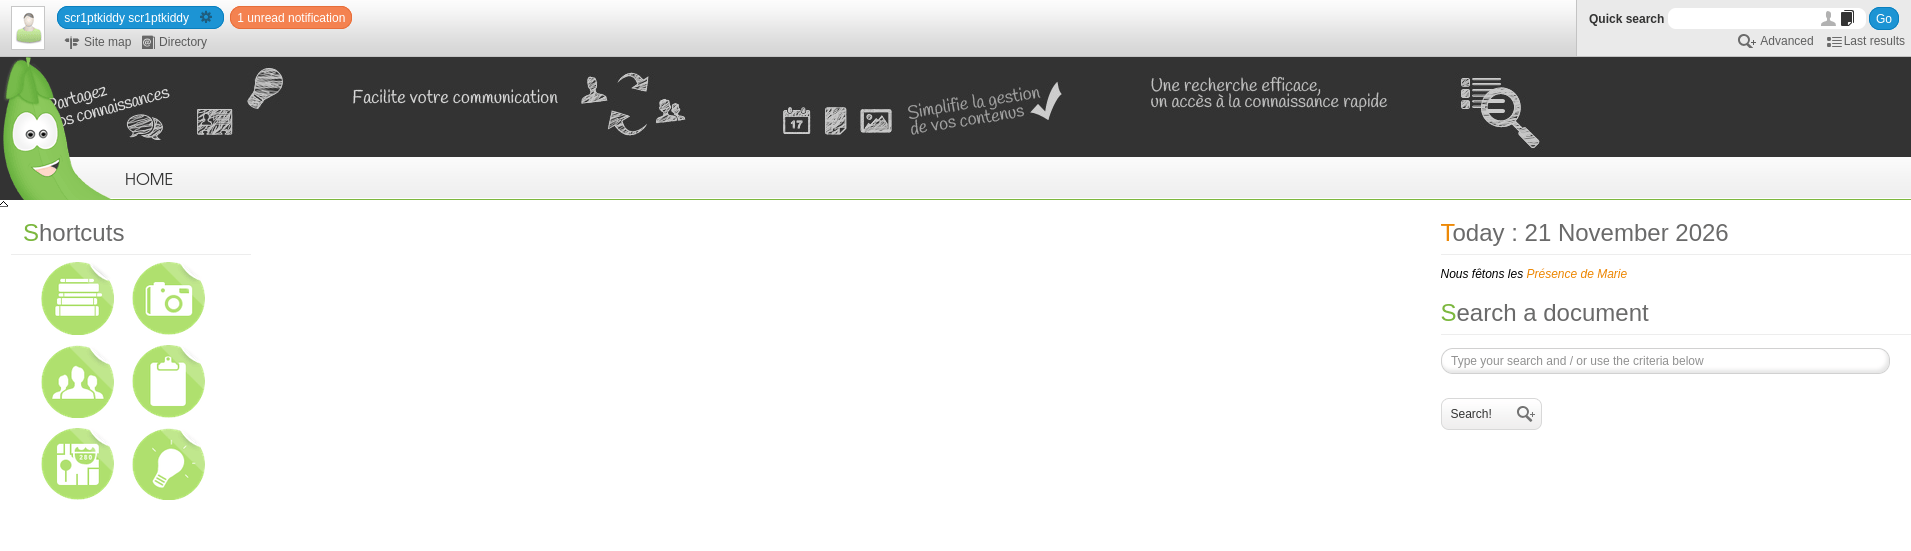 scr1ptkiddy scr1ptkiddy
1 unread notification
Site map
Directory
Quick search
Go
Advanced
Last results
Partagez
vos connaissances
Facilite votre communication
17
Simplifie la gestion
de vos contenus
Une recherche efficace,
un accès à la connaissance rapide
HOME
Shortcuts
200
Today : 21 November 2026
Nous fêtons les Présence de Marie
Search a document
Type your search and / or use the criteria below
Search!